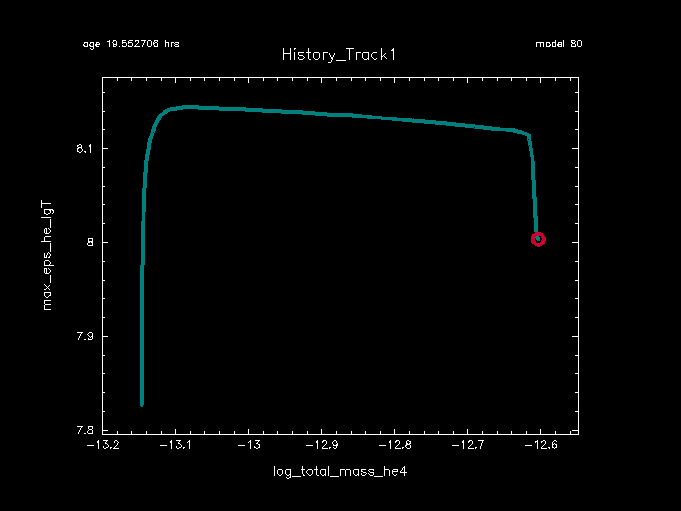 age 19.552706 hrs
model 80
History_Track1
max_eps_he_lgT
8.1
8
7.9
7.8
-13.2 -13.1 -13 -12.9 -12.8 -12.7 -12.6
log_total_mass_he4